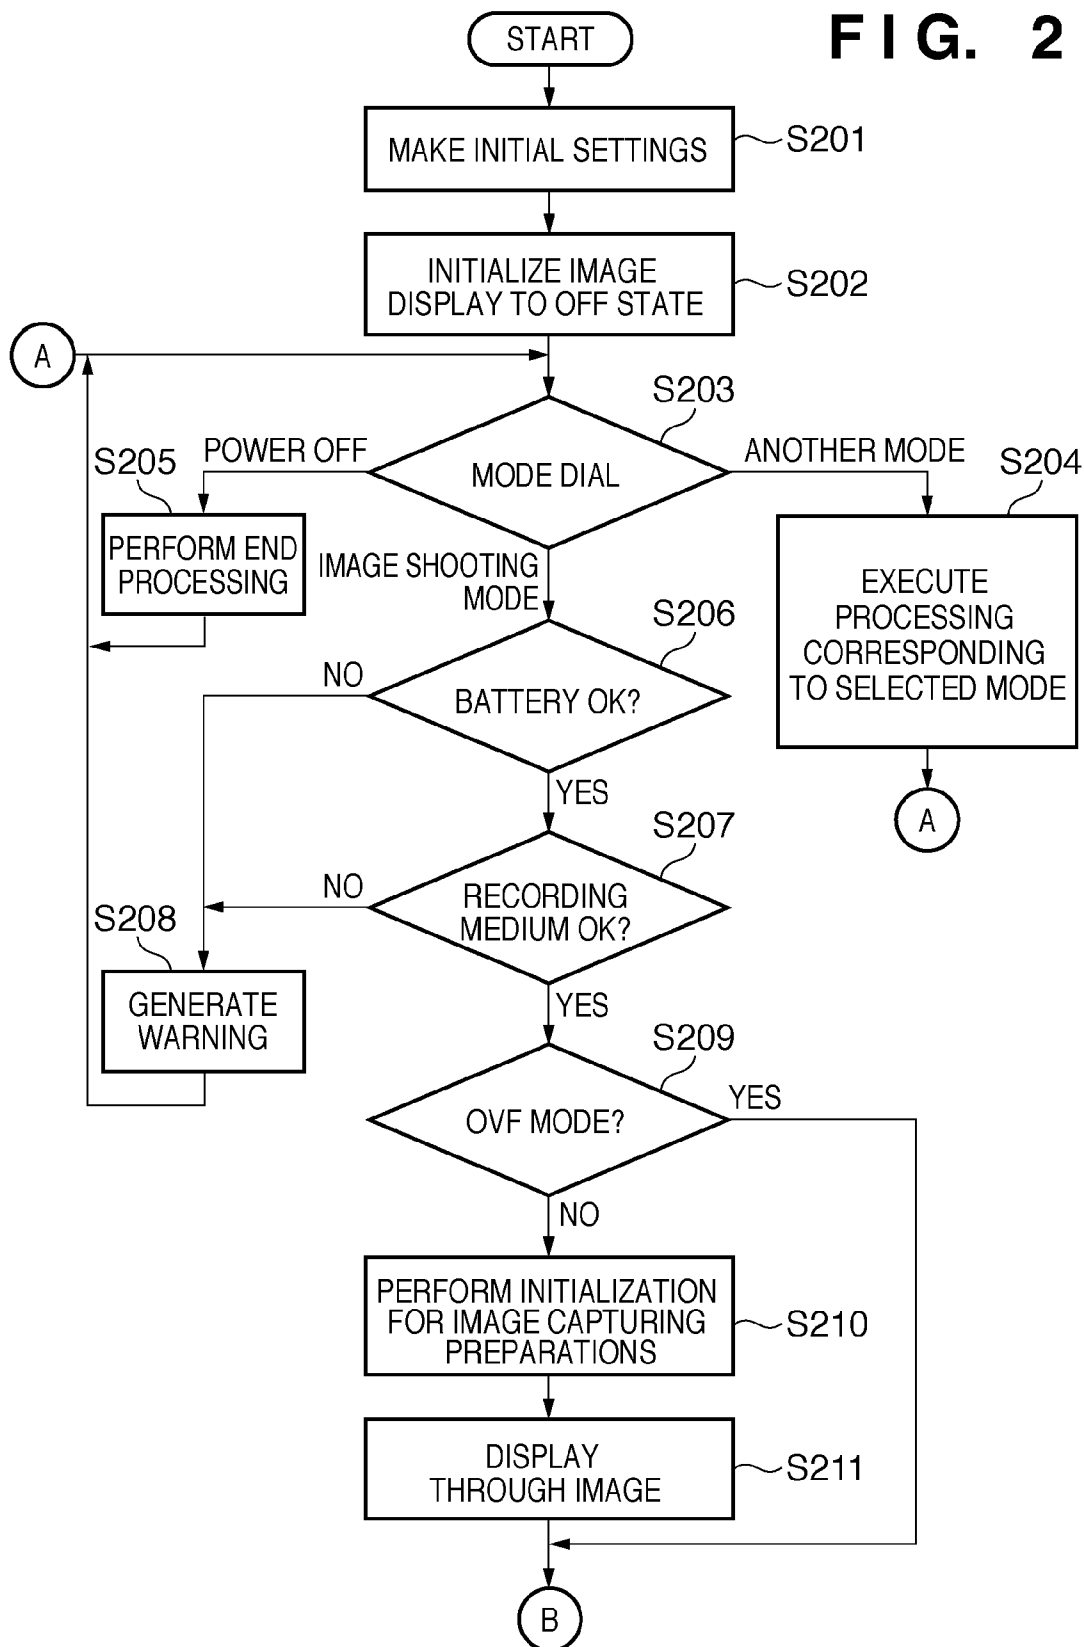 FIG. 2
START
MAKE INITIAL SETTINGS
S201
INITIALIZE IMAGE
DISPLAY TO OFF STATE
S202
A
S203
MODE DIAL
POWER OFF
S205
PERFORM END
PROCESSING
ANOTHER MODE
S204
EXECUTE
PROCESSING
CORRESPONDING
TO SELECTED MODE
A
IMAGE SHOOTING
MODE
S206
BATTERY OK?
NO
YES
S207
RECORDING
MEDIUM OK?
NO
S208
GENERATE
WARNING
YES
S209
OVF MODE?
YES
NO
PERFORM INITIALIZATION
FOR IMAGE CAPTURING
PREPARATIONS
S210
DISPLAY
THROUGH IMAGE
S211
B